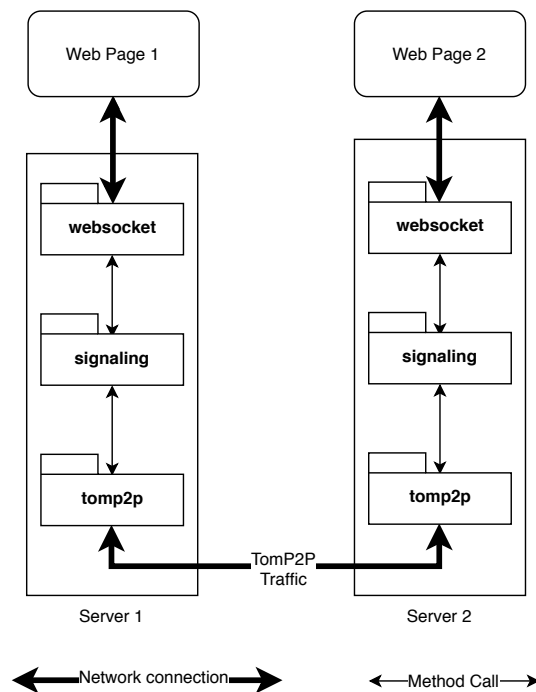 Web Page 1
Web Page 2
websocket
websocket
signaling
signaling
tomp2p
tomp2p
TomP2P
Traffic
Server 1
Server 2
Network connection
Method Call